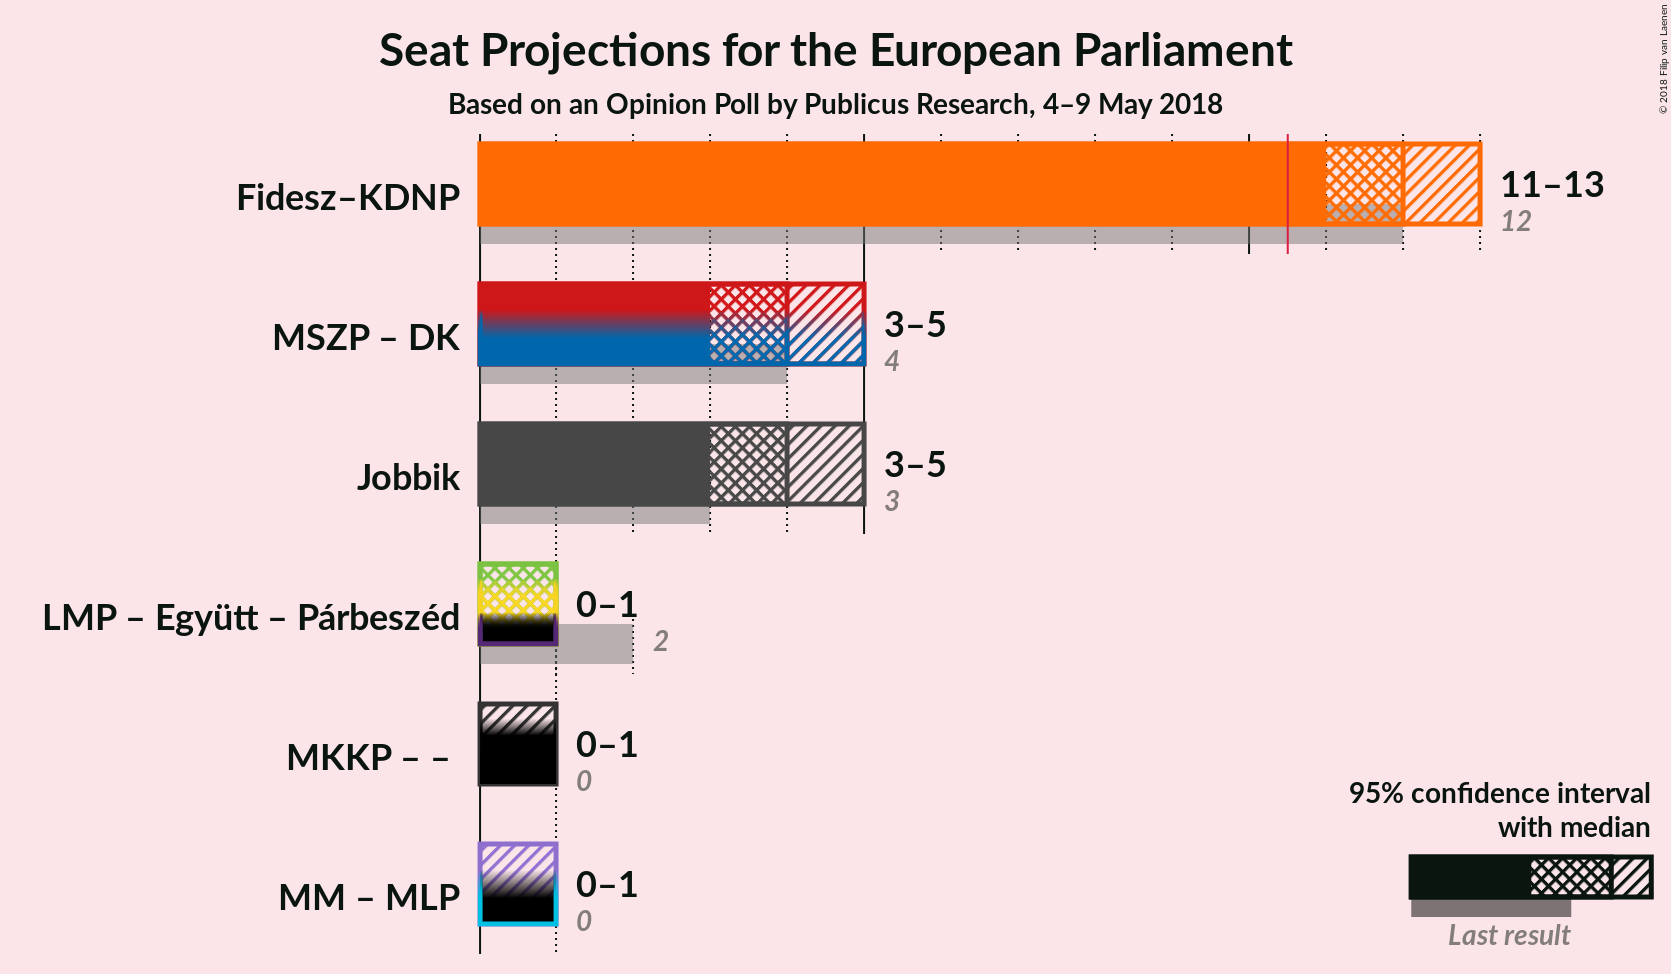 Seat Projections for the European Parliament
Based on an Opinion Poll by Publicus Research, 4–9 May 2018
© 2018 Filip van Laenen
Fidesz–KDNP
11–13
12
MSZP – DK
3–5
4
Jobbik
3–5
3
LMP – Együtt – Párbeszéd
0–1
2
MKKP – –
0–1
0
MM – MLP
0–1
0
95% confidence interval
with median
Last result